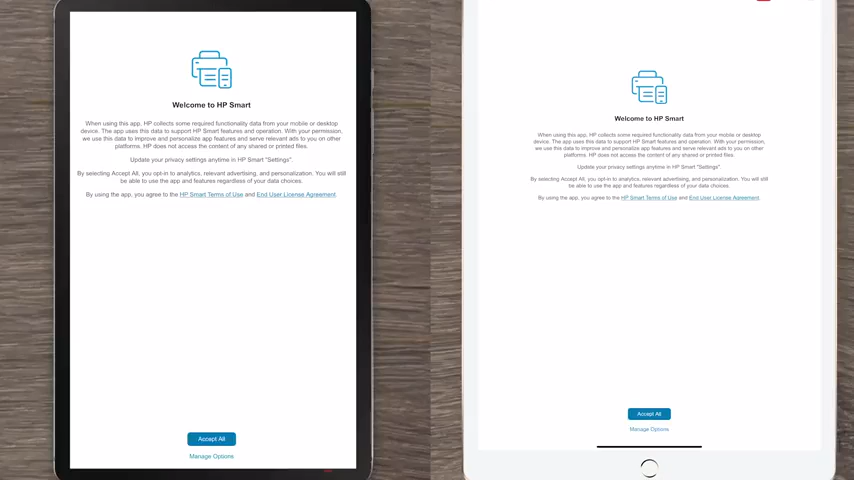 Welcome to HP Smart
When using this app, HP collects some required functionality data from your mobile or desktop
device. The app uses this data to support HP Smart features and operation. With your permission,
we use this data to improve and personalize app features and serve relevant ads to you on other
platforms. HP does not access the content of any shared or printed files.
Update your privacy settings anytime in HP Smart "Settings".
By selecting Accept All, you opt-in to analytics, relevant advertising, and personalization. You will still
be able to use the app and features regardless of your data choices.
By using the app, you agree to the HP Smart Terms of Use and End User License Agreement.
Accept All
Manage Options
Welcome to HP Smart
When using this app, HP collects some required functionality data from your mobile or desktop
device. The app uses this data to support HP Smart features and operation. With your permission,
we use this data to improve and personalize app features and serve relevant ads to you on other
platforms. HP does not access the content of any shared or printed files.
Update your privacy settings anytime in HP Smart "Settings".
By selecting Accept All, you opt-in to analytics, relevant advertising, and personalization. You will still
be able to use the app and features regardless of your data choices.
By using the app, you agree to the HP Smart Terms of Use and End User License Agreement.
Accept All
Manage Options